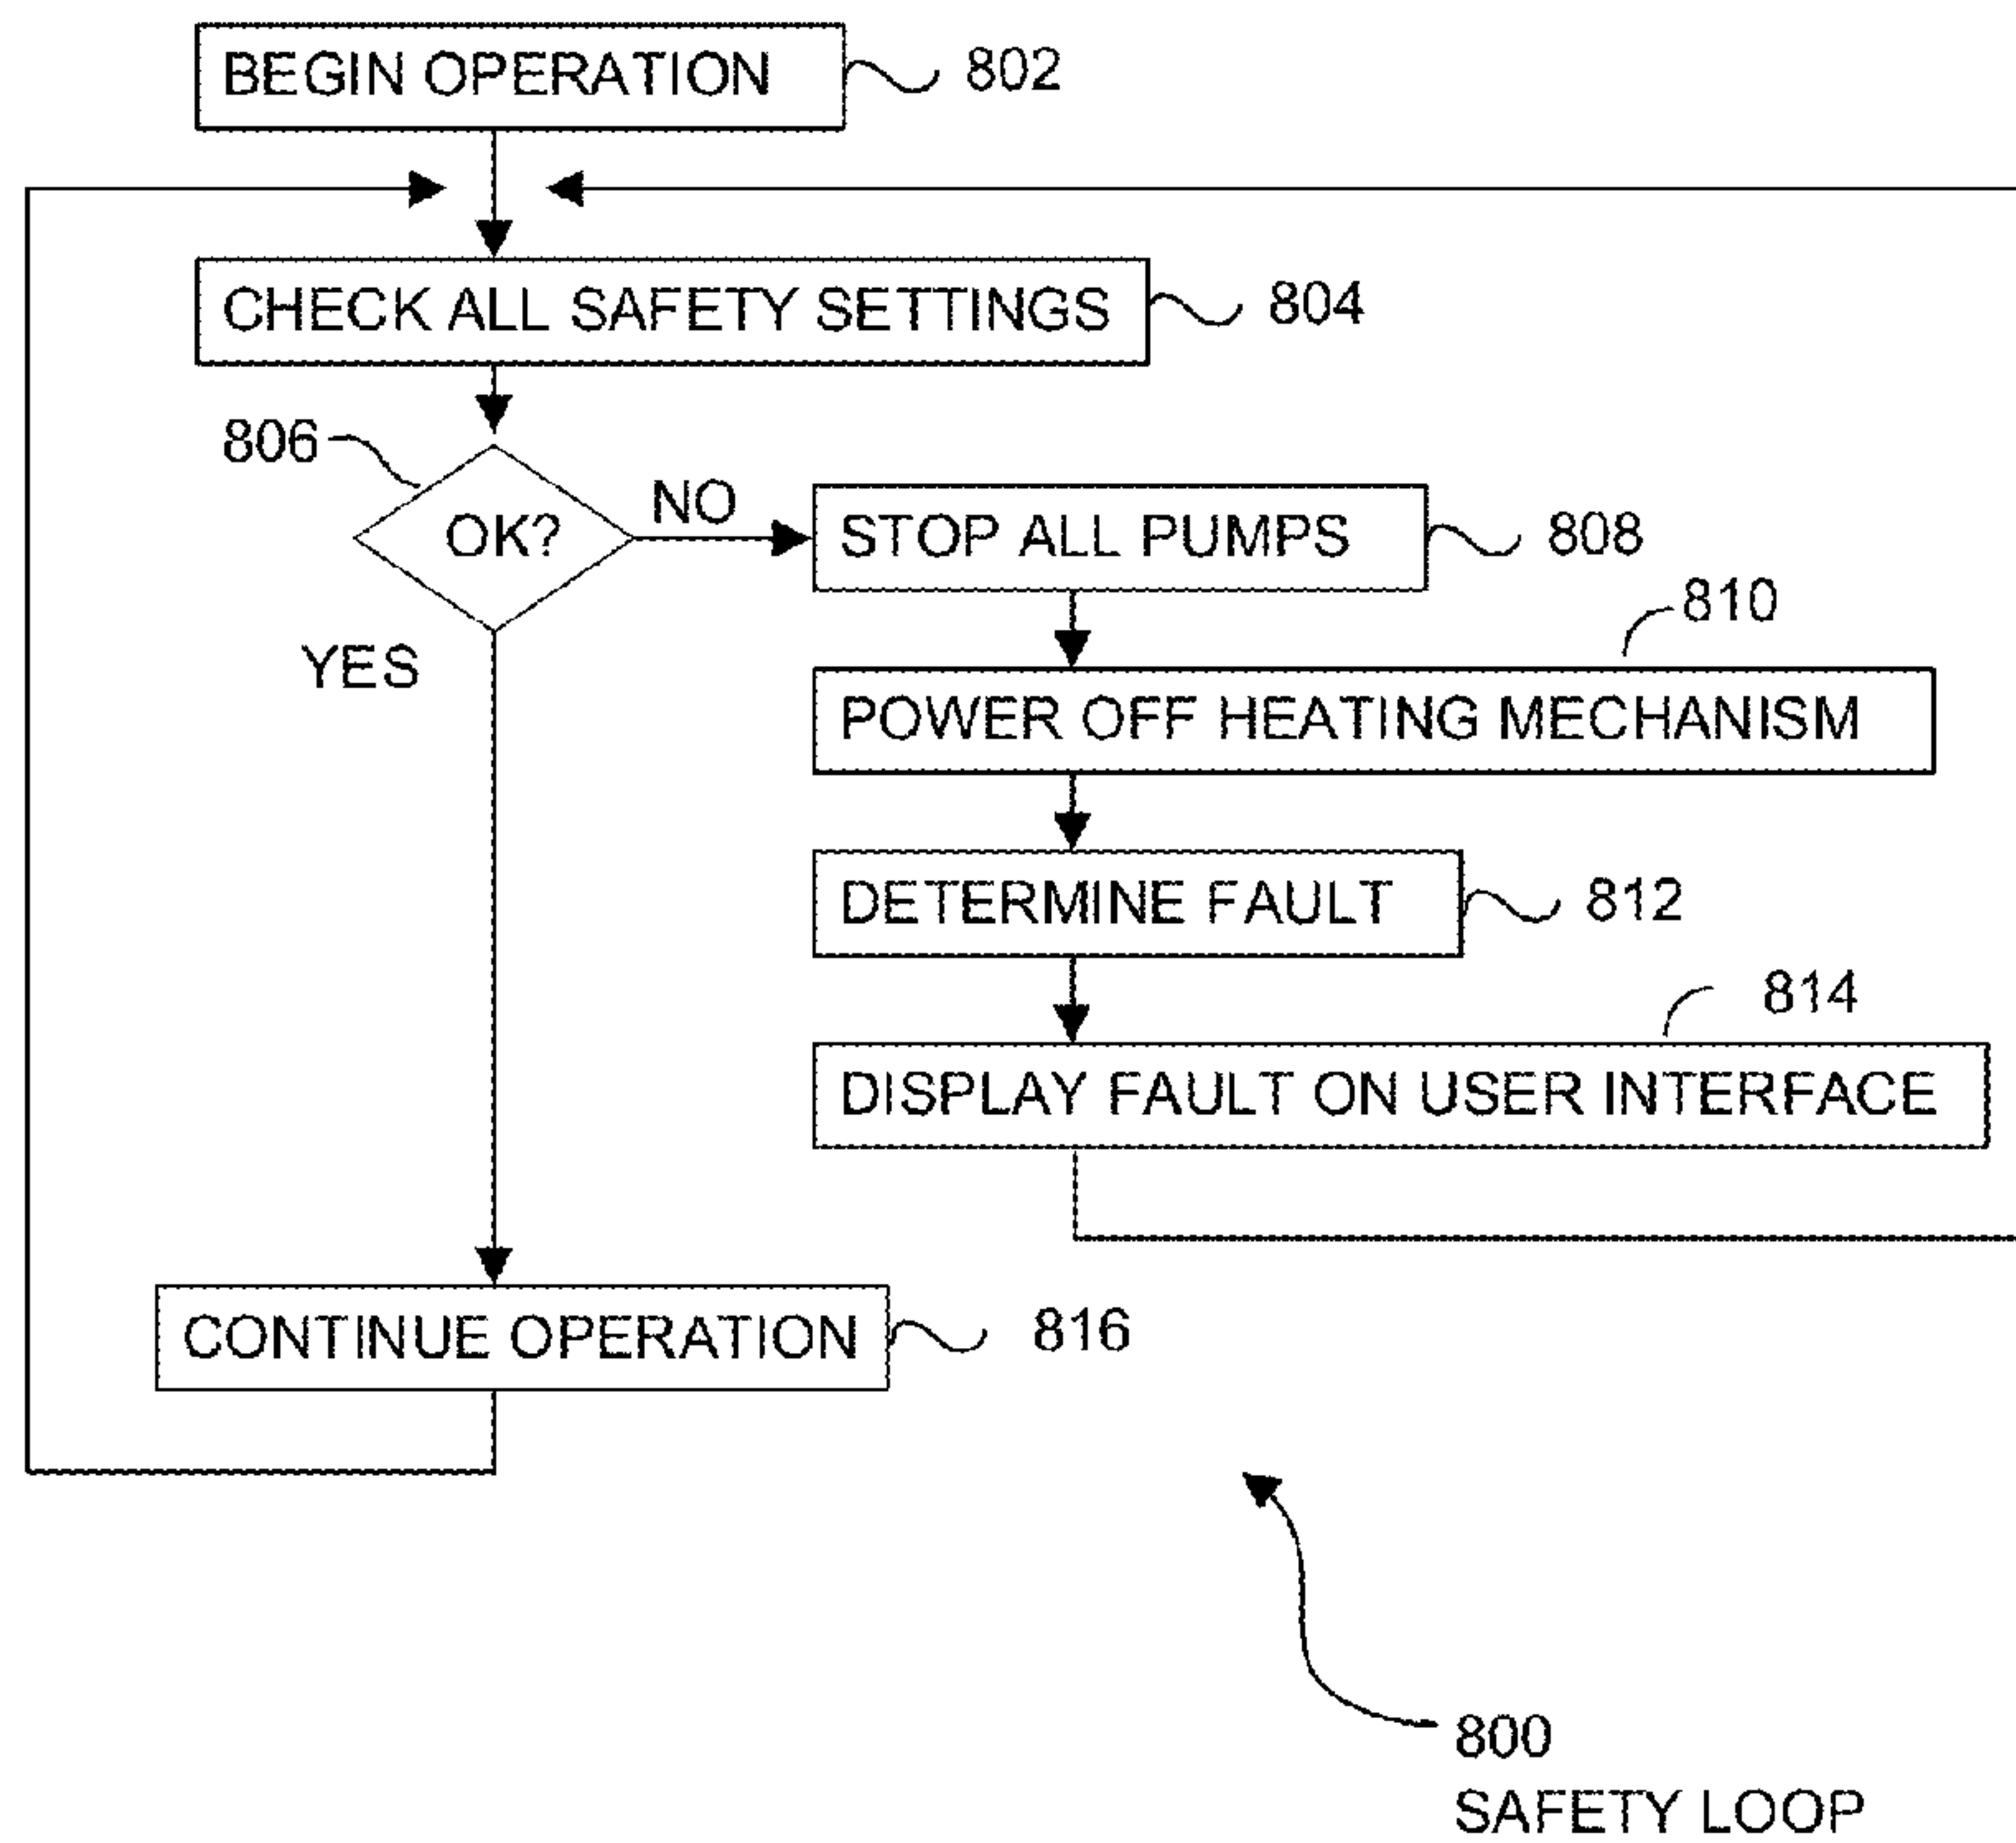 BEGIN OPERATION
802
CHECK ALL SAFETY SETTINGS
804
806
OK?
NO
YES
STOP ALL PUMPS
808
810
POWER OFF HEATING MECHANISM
DETERMINE FAULT
812
814
DISPLAY FAULT ON USER INTERFACE
CONTINUE OPERATION
816
800
SAFETY LOOP